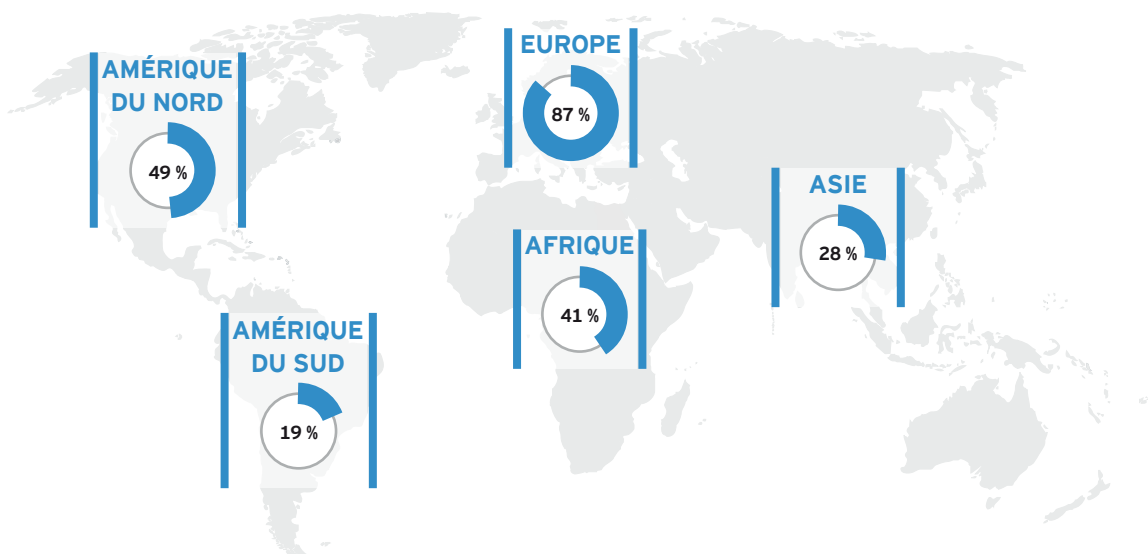 AMÉRIQUE
DU NORD
49 %
EUROPE
87 %
ASIE
28 %
AFRIQUE
41 %
AMÉRIQUE
DU SUD
19 %